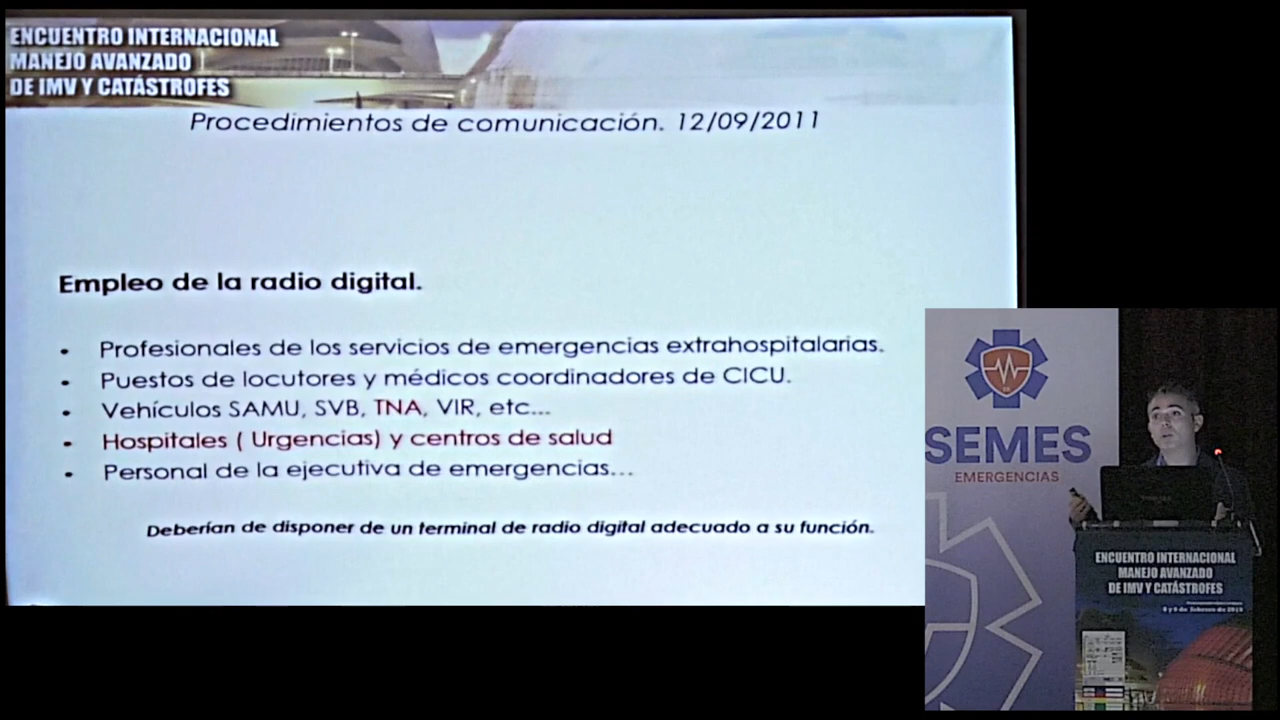 ENCUENTRO INTERNACIONAL
MANEJO AVANZADO
DE IMV Y CATÁSTROFES
Procedimientos de comunicación. 12/09/2011
Empleo de la radio digital.
• Profesionales de los servicios de emergencias extrahospitalarias.
• Puestos de locutores y médicos coordinadores de CICU.
• Vehículos SAMU, SVB, TNA, VIR, etc...
• Hospitales ( Urgencias) y centros de salud
• Personal de la ejecutiva de emergencias...
Deberían de disponer de un terminal de radio digital adecuado a su función.
SEMES
EMERGENCIAS
ENCUENTRO INTERNACIONAL
MANEJO AVANZADO
DE IMV Y CATÁSTROFES